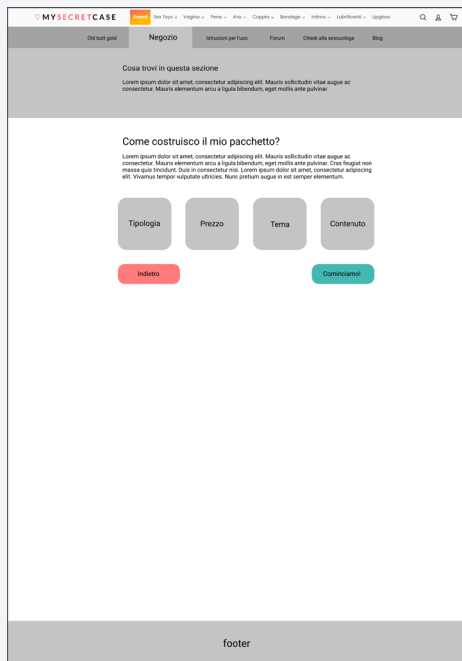 MYSECRETCASE Sconti Sex Toys Vagina Pene Ano Coppia Bondage Intimo Lubrificanti Upgrées
Old butt gold Negozio Istruzioni per l'uso Forum Chiedi alla sessuologa Blog
Cosa trovi in questa sezione
Lorem ipsum dolor sit amet, consectetur adipiscing elit. Mauris sollicitudin vitae augue ac
consectetur. Mauris elementum arcu a ligula bibendum, eget mollis ante pulvinar
Come costruisco il mio pacchetto?
Lorem ipsum dolor sit amet, consectetur adipiscing elit. Mauris sollicitudin vitae augue ac
consectetur. Mauris elementum arcu a ligula bibendum, eget mollis ante pulvinar. Cras feugiat non
massa quis tincidunt. Duis in consectetur nisi. Lorem ipsum dolor sit amet, consectetur adipiscing
elit. Vivamus tempor vulputate ultricies. Nunc pretium augue in est semper elementum.
Tipologia Prezzo Tema Contenuto
Indietro Cominciamo!
footer